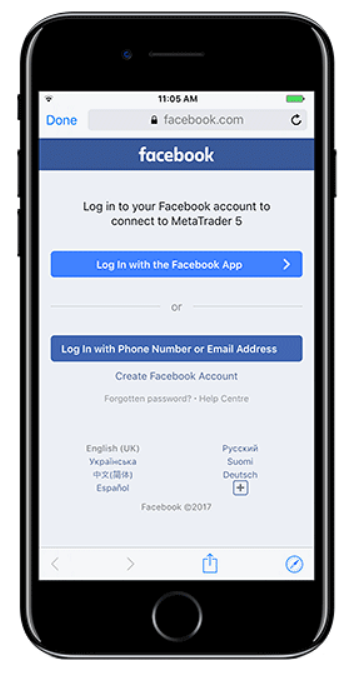 11:05 AM
Done facebook.com
facebook
Log in to your Facebook account to
connect to MetaTrader 5
Log In with the Facebook App
or
Log In with Phone Number or Email Address
Create Facebook Account
Forgotten password? · Help Centre
English (UK) Русский
Українська Suomi
中文(简体) Deutsch
Español
Facebook ©2017